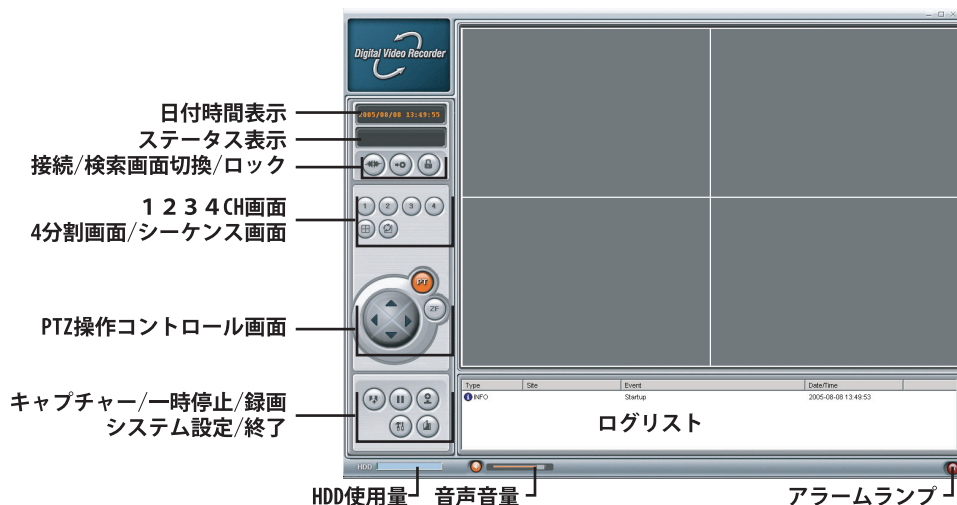 Digital Video Recorder
日付時間表示
2005/08/08 13:49:55
ステータス表示
接続/検索画面切換/ロック
１２３４CH画面
1 2 3 4
4分割画面/シーケンス画面
PT
ZF
PTZ操作コントロール画面
Type Site Event Date/Time
INFO Startup 2005-08-08 13:49:53
ログリスト
キャプチャー/一時停止/録画
システム設定/終了
HDD
HDD使用量 音声音量 アラームランプ